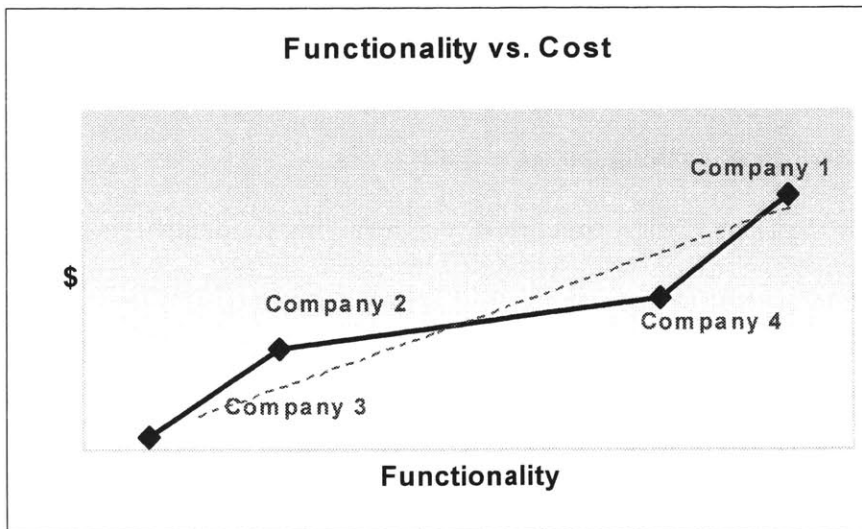 Functionality vs. Cost
Company 1
$
Company 2
Company 4
Company 3
Functionality